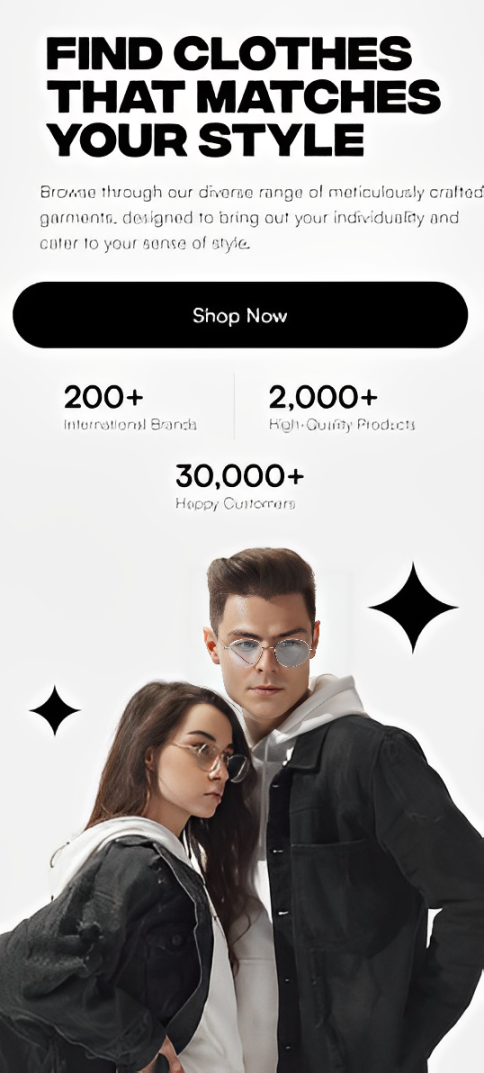 FIND CLOTHES
THAT MATCHES
YOUR STYLE
Browse through our diverse range of meticulously crafted
garments, designed to bring out your individuality and
cater to your sense of style.
Shop Now
200+
International Brands
2,000+
High-Quality Products
30,000+
Happy Customers